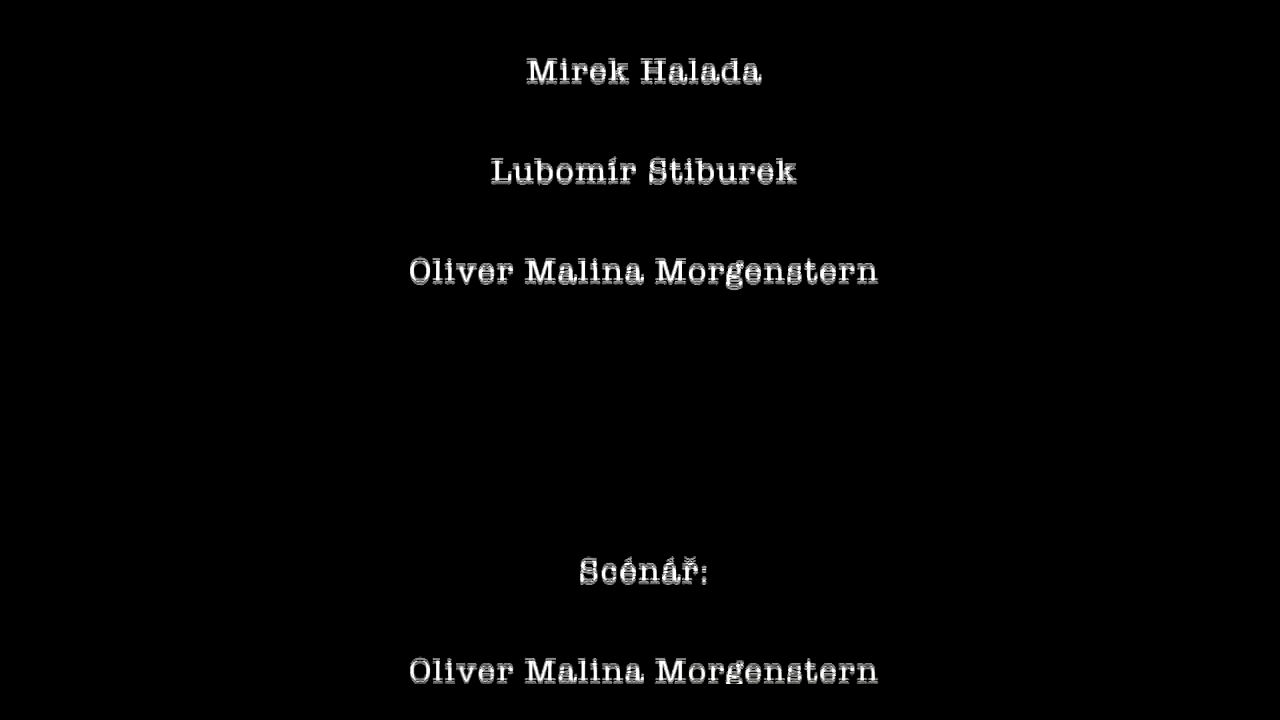 Mirek Halada
Lubomír Stiburek
Oliver Malina Morgenstern
Scénář:
Oliver Malina Morgenstern